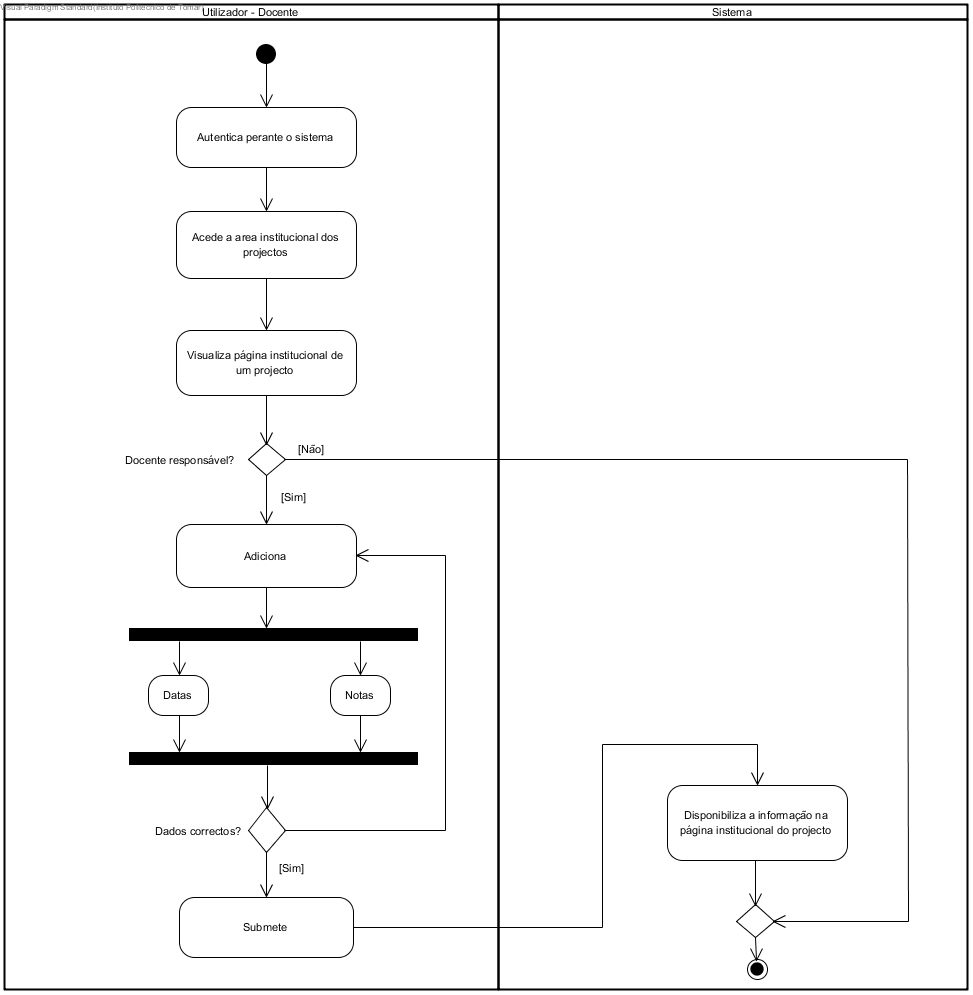 Visual Paradigm Standard(Instituto Politécnico de Tomar)
Utilizador - Docente
Sistema
Autentica perante o sistema
Acede a area institucional dos
projectos
Visualiza página institucional de
um projecto
Docente responsável?
[Não]
[Sim]
Adiciona
Datas
Notas
Dados correctos?
[Sim]
Submete
Disponibiliza a informação na
página institucional do projecto